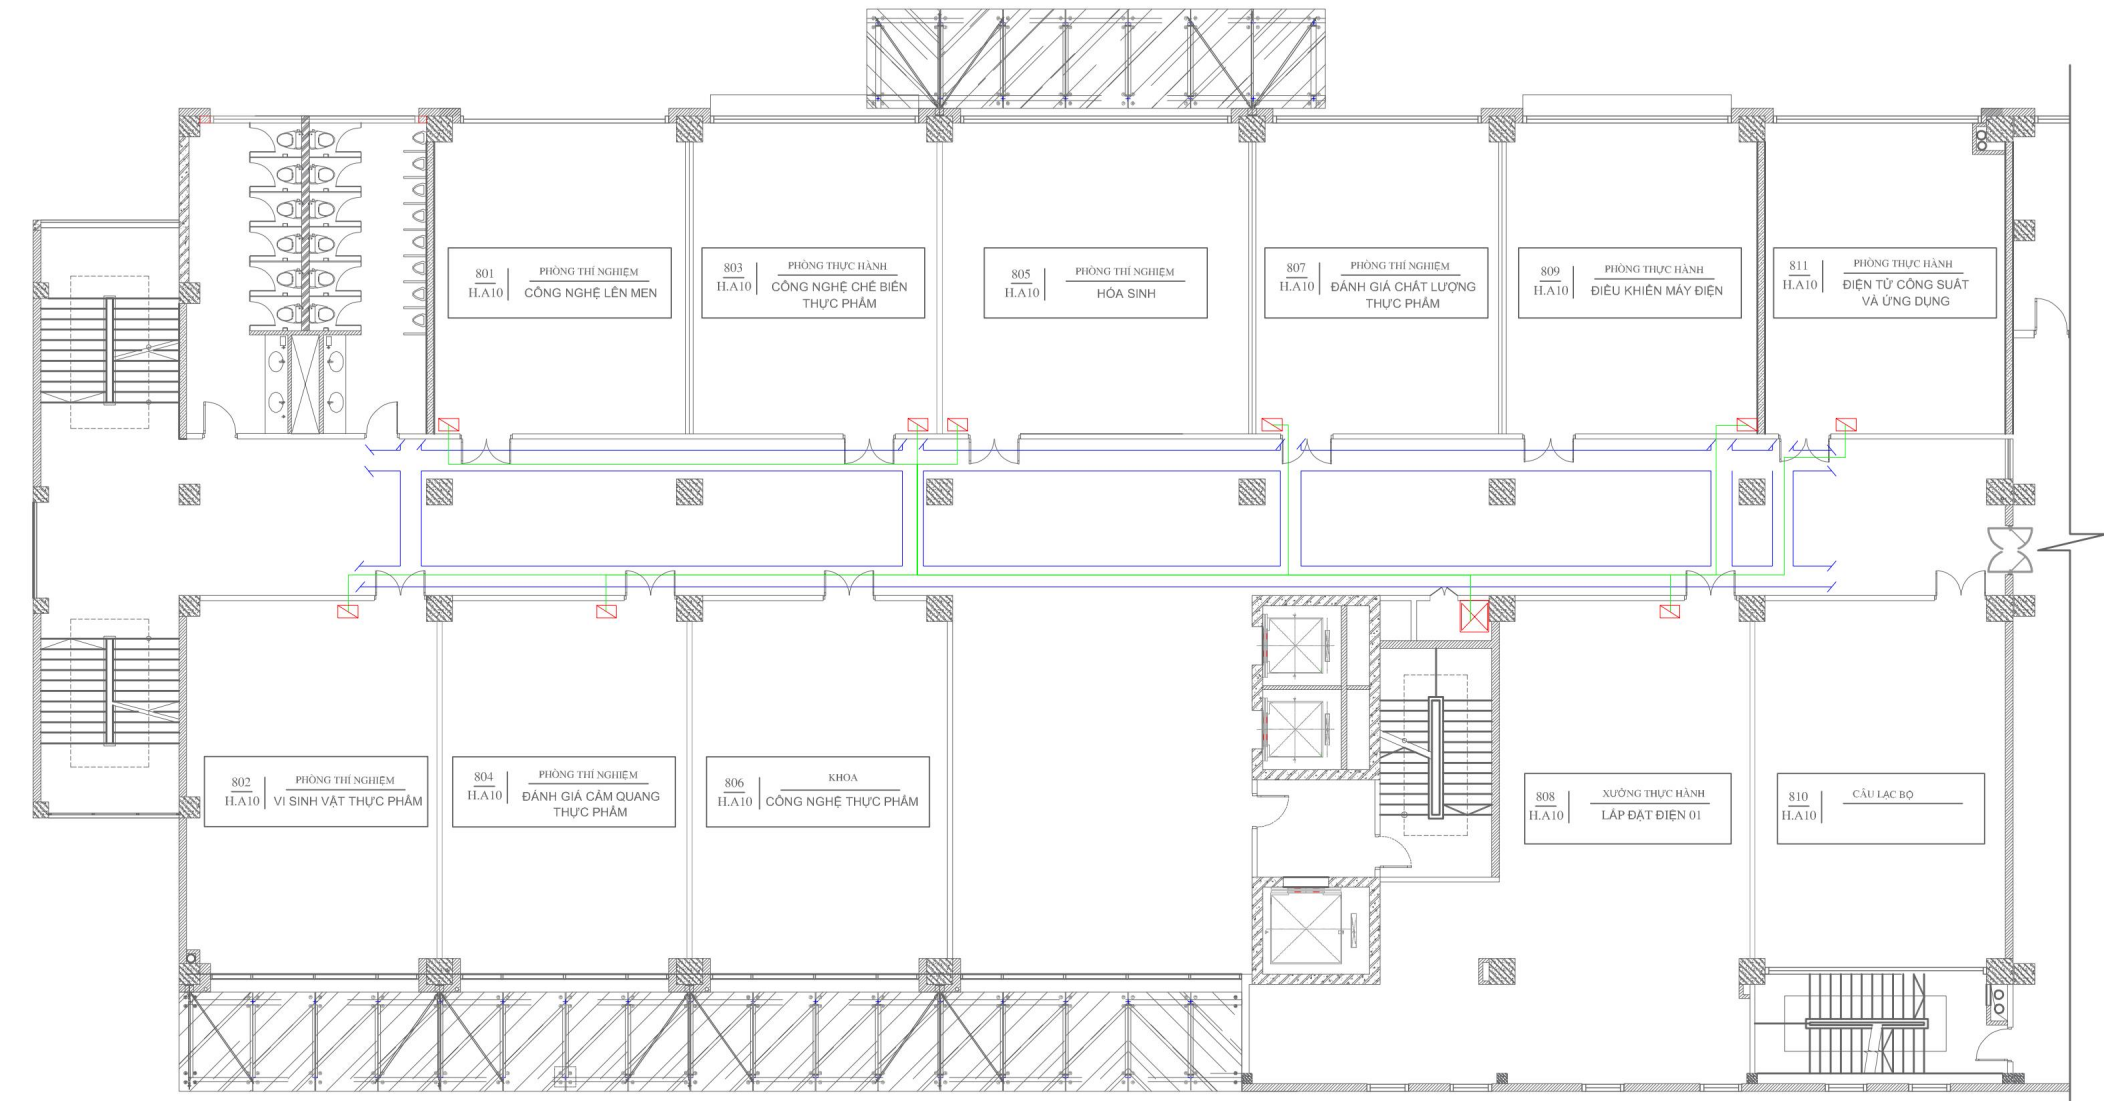 801
H.A10
PHÒNG THÍ NGHIỆM
CÔNG NGHỆ LÊN MEN
803
H.A10
PHÒNG THỰC HÀNH
CÔNG NGHỆ CHẾ BIẾN
THỰC PHẨM
805
H.A10
PHÒNG THÍ NGHIỆM
HÓA SINH
807
H.A10
PHÒNG THÍ NGHIỆM
ĐÁNH GIÁ CHẤT LƯỢNG
THỰC PHẨM
809
H.A10
PHÒNG THỰC HÀNH
ĐIỀU KHIỂN MÁY ĐIỆN
811
H.A10
PHÒNG THỰC HÀNH
ĐIỆN TỬ CÔNG SUẤT
VÀ ỨNG DỤNG
802
H.A10
PHÒNG THÍ NGHIỆM
VI SINH VẬT THỰC PHẨM
804
H.A10
PHÒNG THÍ NGHIỆM
ĐÁNH GIÁ CẢM QUANG
THỰC PHẨM
806
H.A10
KHOA
CÔNG NGHỆ THỰC PHẨM
808
H.A10
XƯỞNG THỰC HÀNH
LẮP ĐẶT ĐIỆN 01
810
H.A10
CÂU LẠC BỘ